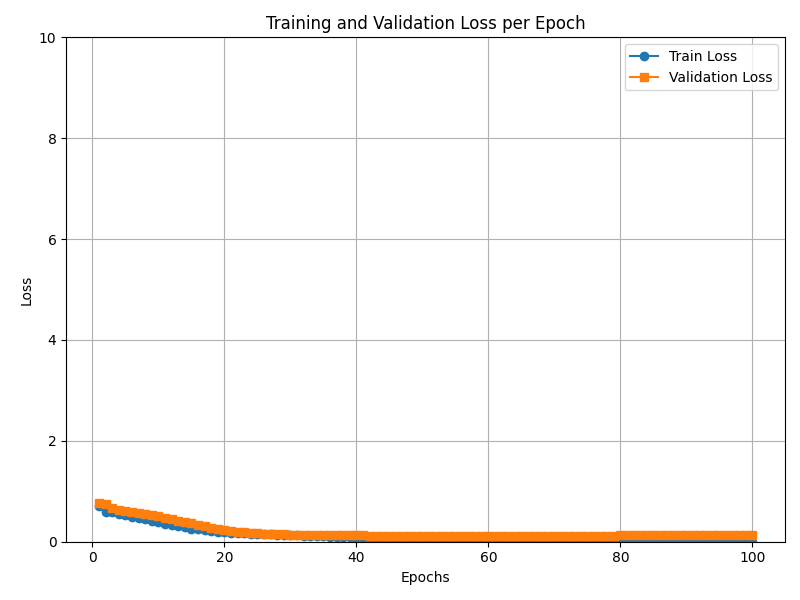 Training and Validation Loss per Epoch
Train Loss
Validation Loss
10
8
6
4
2
0
Loss
0 20 40 60 80 100
Epochs